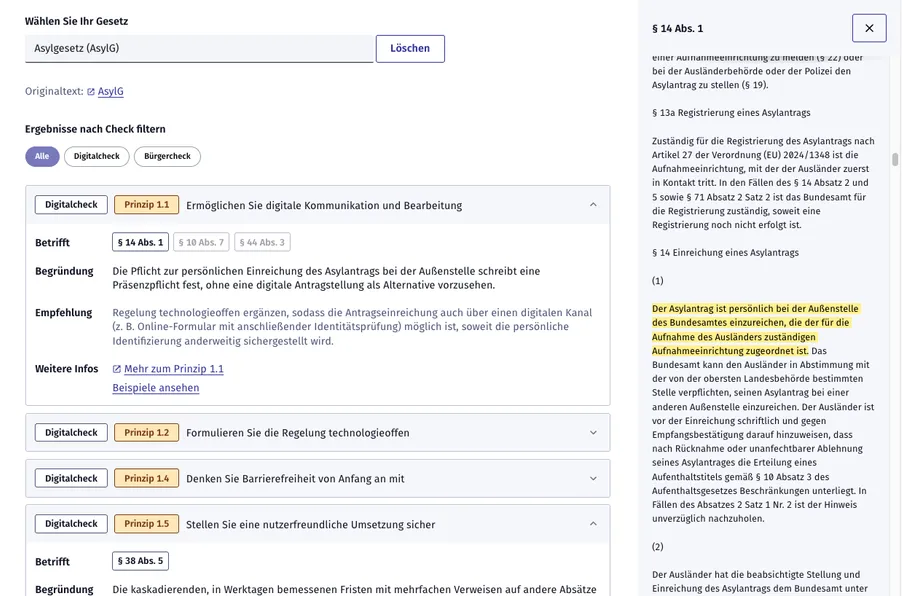 Wählen Sie Ihr Gesetz
Asylgesetz (AsylG)
Löschen
Originaltext: AsylG
Ergebnisse nach Check filtern
Alle
Digitalcheck
Bürgercheck
Digitalcheck
Prinzip 1.1
Ermöglichen Sie digitale Kommunikation und Bearbeitung
Betrifft
§ 14 Abs. 1
§ 10 Abs. 7
§ 44 Abs. 3
Begründung
Die Pflicht zur persönlichen Einreichung des Asylantrags bei der Außenstelle schreibt eine
Präsenzpflicht fest, ohne eine digitale Antragstellung als Alternative vorzusehen.
Empfehlung
Regelung technologieoffen ergänzen, sodass die Antragseinreichung auch über einen digitalen Kanal
(z. B. Online-Formular mit anschließender Identitätsprüfung) möglich ist, soweit die persönliche
Identifizierung anderweitig sichergestellt wird.
Weitere Infos
Mehr zum Prinzip 1.1
Beispiele ansehen
Digitalcheck
Prinzip 1.2
Formulieren Sie die Regelung technologieoffen
Digitalcheck
Prinzip 1.4
Denken Sie Barrierefreiheit von Anfang an mit
Digitalcheck
Prinzip 1.5
Stellen Sie eine nutzerfreundliche Umsetzung sicher
Betrifft
§ 38 Abs. 5
Begründung
Die kaskadierenden, in Werktagen bemessenen Fristen mit mehrfachen Verweisen auf andere Absätze
§ 14 Abs. 1
einer Aufnahmeeinrichtung zu melden (§ 22) oder
bei der Ausländerbehörde oder der Polizei den
Asylantrag zu stellen (§ 19).
§ 13a Registrierung eines Asylantrags
Zuständig für die Registrierung des Asylantrags nach
Artikel 27 der Verordnung (EU) 2024/1348 ist die
Aufnahmeeinrichtung, mit der der Ausländer zuerst
in Kontakt tritt. In den Fällen des § 14 Absatz 2 und
5 sowie § 71 Absatz 2 Satz 2 ist das Bundesamt für
die Registrierung zuständig, soweit eine
Registrierung noch nicht erfolgt ist.
§ 14 Einreichung eines Asylantrags
(1)
Der Asylantrag ist persönlich bei der Außenstelle
des Bundesamtes einzureichen, die der für die
Aufnahme des Ausländers zuständigen
Aufnahmeeinrichtung zugeordnet ist. Das
Bundesamt kann den Ausländer in Abstimmung mit
der von der obersten Landesbehörde bestimmten
Stelle verpflichten, seinen Asylantrag bei einer
anderen Außenstelle einzureichen. Der Ausländer ist
vor der Einreichung schriftlich und gegen
Empfangsbestätigung darauf hinzuweisen, dass
nach Rücknahme oder unanfechtbarer Ablehnung
seines Asylantrages die Erteilung eines
Aufenthaltstitels gemäß § 10 Absatz 3 des
Aufenthaltsgesetzes Beschränkungen unterliegt. In
Fällen des Absatzes 2 Satz 1 Nr. 2 ist der Hinweis
unverzüglich nachzuholen.
(2)
Der Ausländer hat die beabsichtigte Stellung und
Einreichung des Asylantrags dem Bundesamt unter